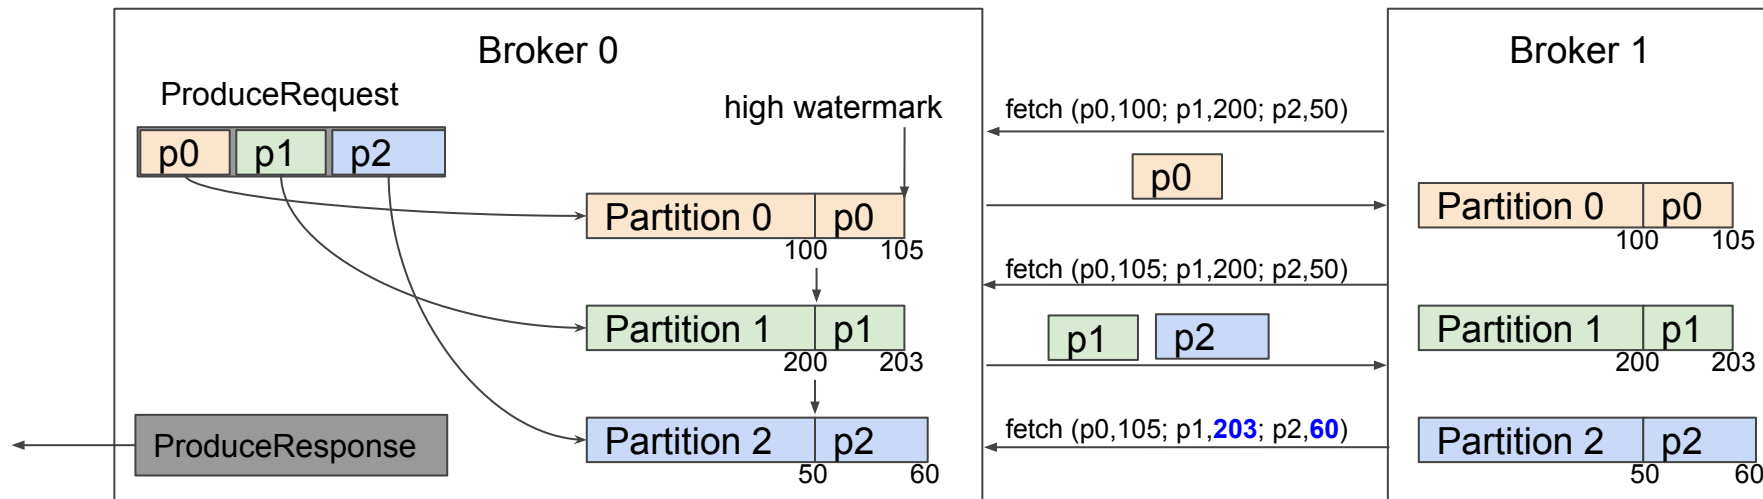 Broker 0
ProduceRequest
p0 p1 p2
high watermark
Partition 0 p0
100 105
Partition 1 p1
200 203
Partition 2 p2
50 60
ProduceResponse
fetch (p0,100; p1,200; p2,50)
p0
fetch (p0,105; p1,200; p2,50)
p1 p2
fetch (p0,105; p1,203; p2,60)
Broker 1
Partition 0 p0
100 105
Partition 1 p1
200 203
Partition 2 p2
50 60